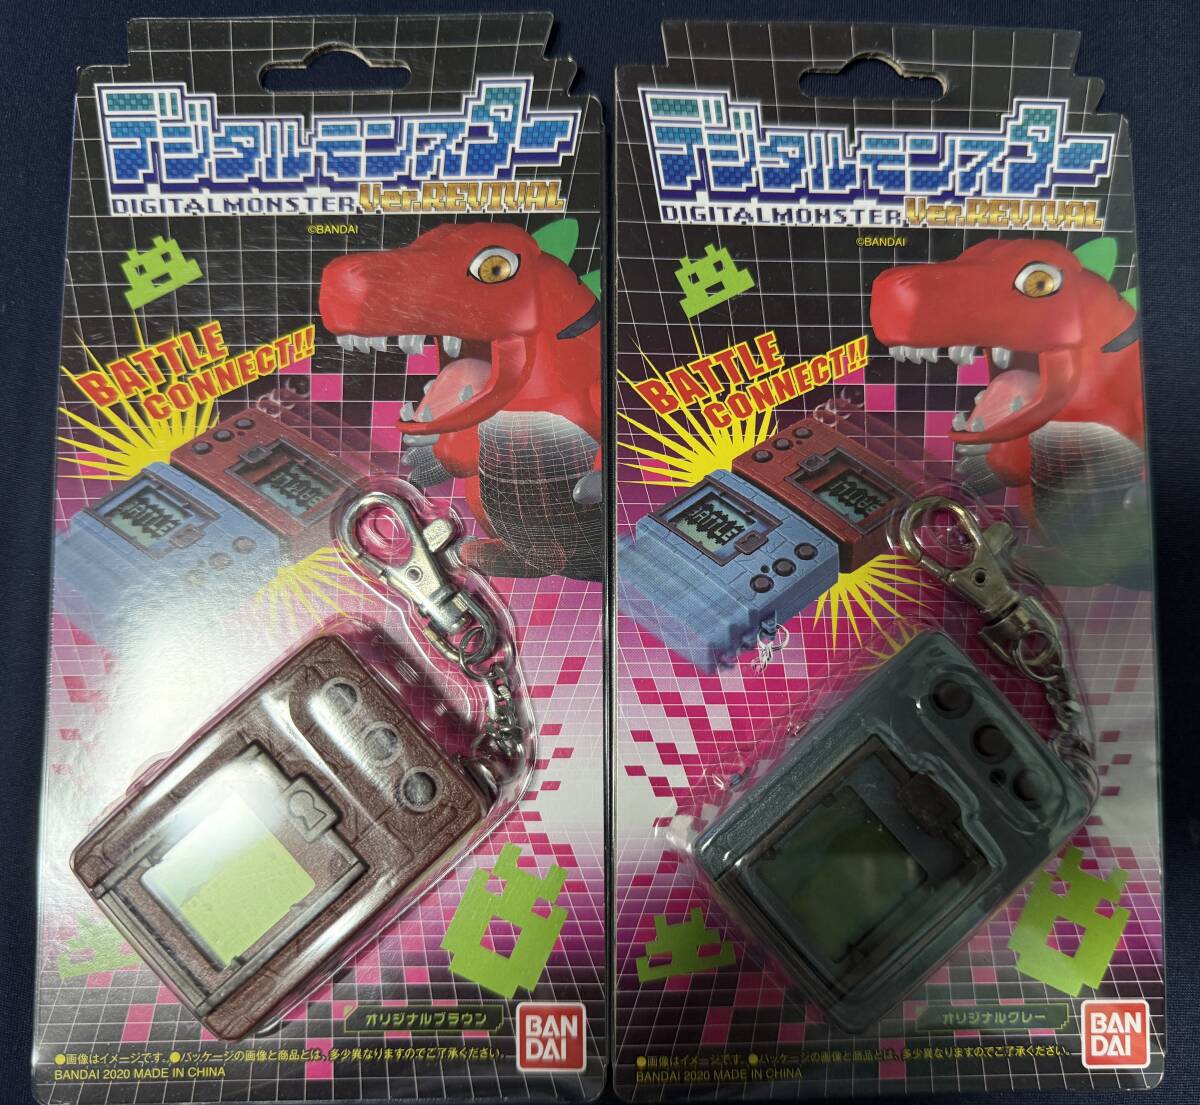 デジタルモンスター
DIGITALMONSTER Ver.REVIVAL
©BANDAI
BATTLE
CONNECT!!
BATTLE
オリジナルブラウン
BAN
DAI
●画像はイメージです。●パッケージの画像と商品とは、多少異なりますのでご了承ください。
BANDAI 2020 MADE IN CHINA
デジタルモンスター
DIGITALMONSTER Ver.REVIVAL
©BANDAI
BATTLE
CONNECT!!
BATTLE
オリジナルグレー
BAN
DAI
●画像はイメージです。●パッケージの画像と商品とは、多少異なりますのでご了承ください。
BANDAI 2020 MADE IN CHINA